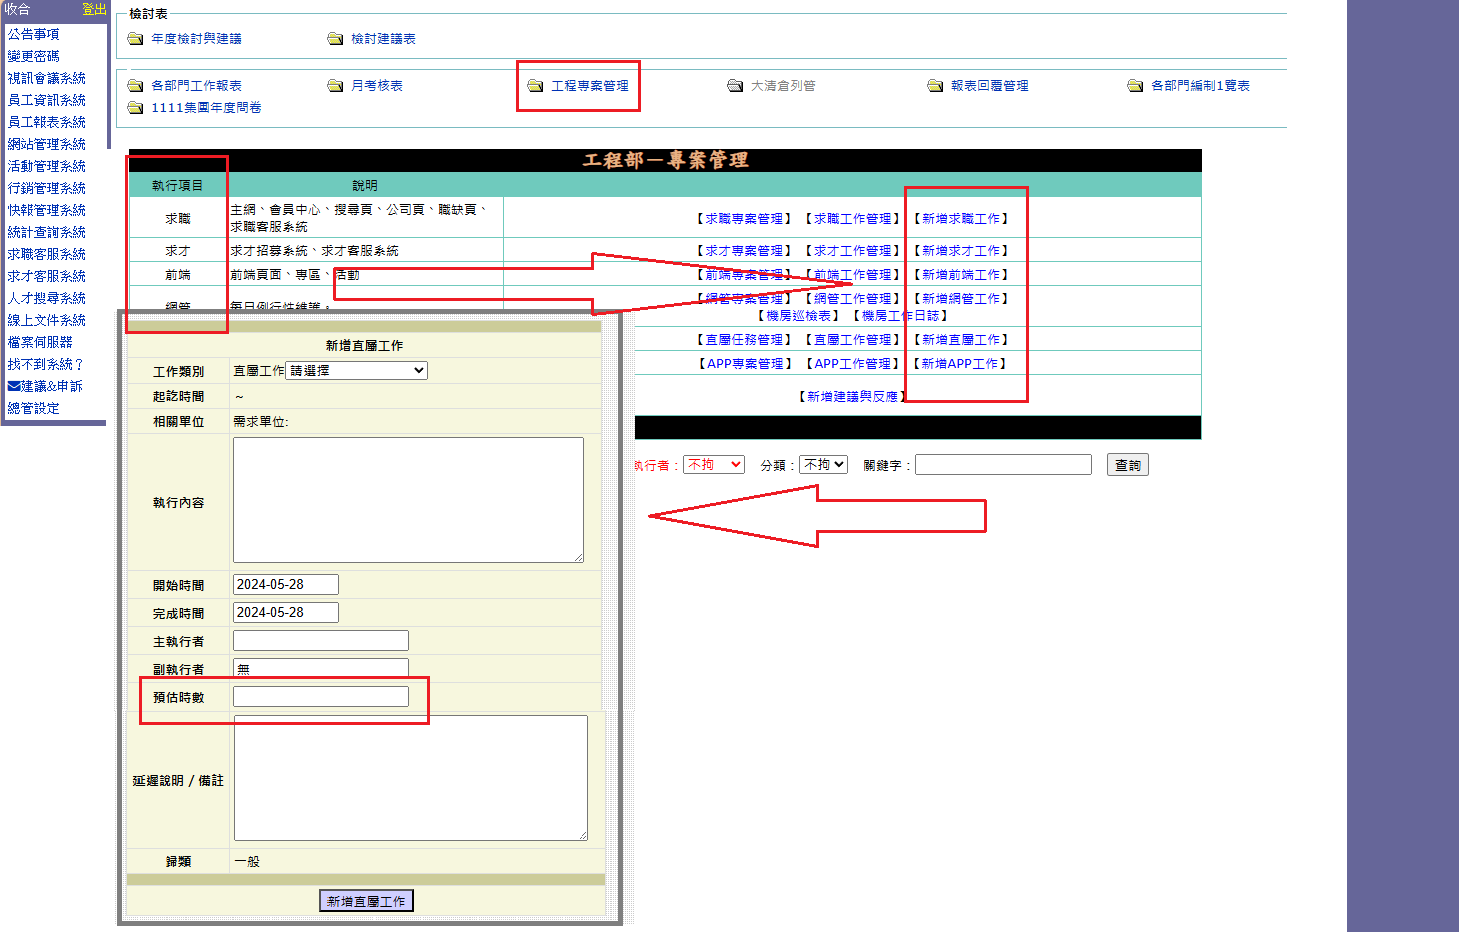 收合 登出
公告事項
變更密碼
視訊會議系統
員工資訊系統
員工報表系統
網站管理系統
活動管理系統
行銷管理系統
快報管理系統
統計查詢系統
求職客服系統
求才客服系統
人才搜尋系統
線上文件系統
檔案伺服器
找不到系統？
建議&申訴
總管設定
檢討表
年度檢討與建議 檢討建議表
各部門工作報表 月考核表 工程專案管理 大清倉列管 報表回覆管理 各部門編制1覽表
1111集團年度問卷
工程部－專案管理
執行項目 說明
求職 主網、會員中心、搜尋頁、公司頁、職缺頁、 【求職專案管理】 【求職工作管理】 【新增求職工作】
求職客服系統
求才 求才招募系統、求才客服系統 【求才專案管理】 【求才工作管理】 【新增求才工作】
前端 前端頁面、專區、活動 【前端專案管理】 【前端工作管理】 【新增前端工作】
網管 每日例行性維護。 【網管專案管理】 【網管工作管理】 【新增網管工作】
【機房巡檢表】 【機房工作日誌】
【直屬任務管理】 【直屬工作管理】 【新增直屬工作】
【APP專案管理】 【APP工作管理】 【新增APP工作】
【新增建議與反應】
執行者：不拘 分類：不拘 關鍵字： 查詢
新增直屬工作
工作類別 直屬工作 請選擇
起訖時間 ~
相關單位 需求單位:
執行內容
開始時間 2024-05-28
完成時間 2024-05-28
主執行者
副執行者 無
預估時數
延遲說明 / 備註
歸類 一般
新增直屬工作